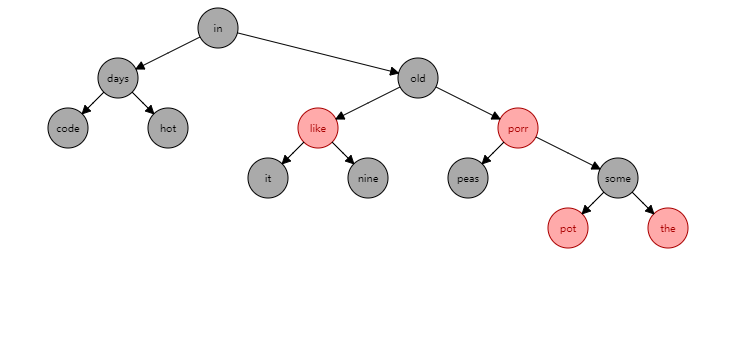 in
days
old
code
hot
like
porr
it
nine
peas
some
pot
the